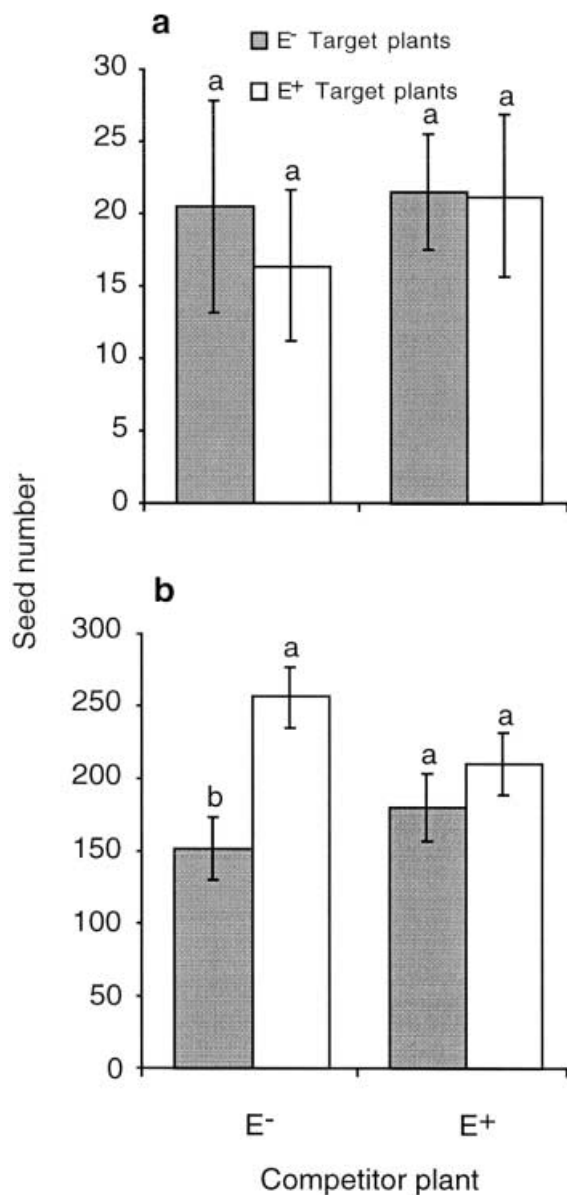 a
E⁻ Target plants
E⁺ Target plants
30
25
20
15
10
5
0
a
a
a
a
Seed number
b
300
250
200
150
100
50
0
b
a
a
a
E⁻
E⁺
Competitor plant